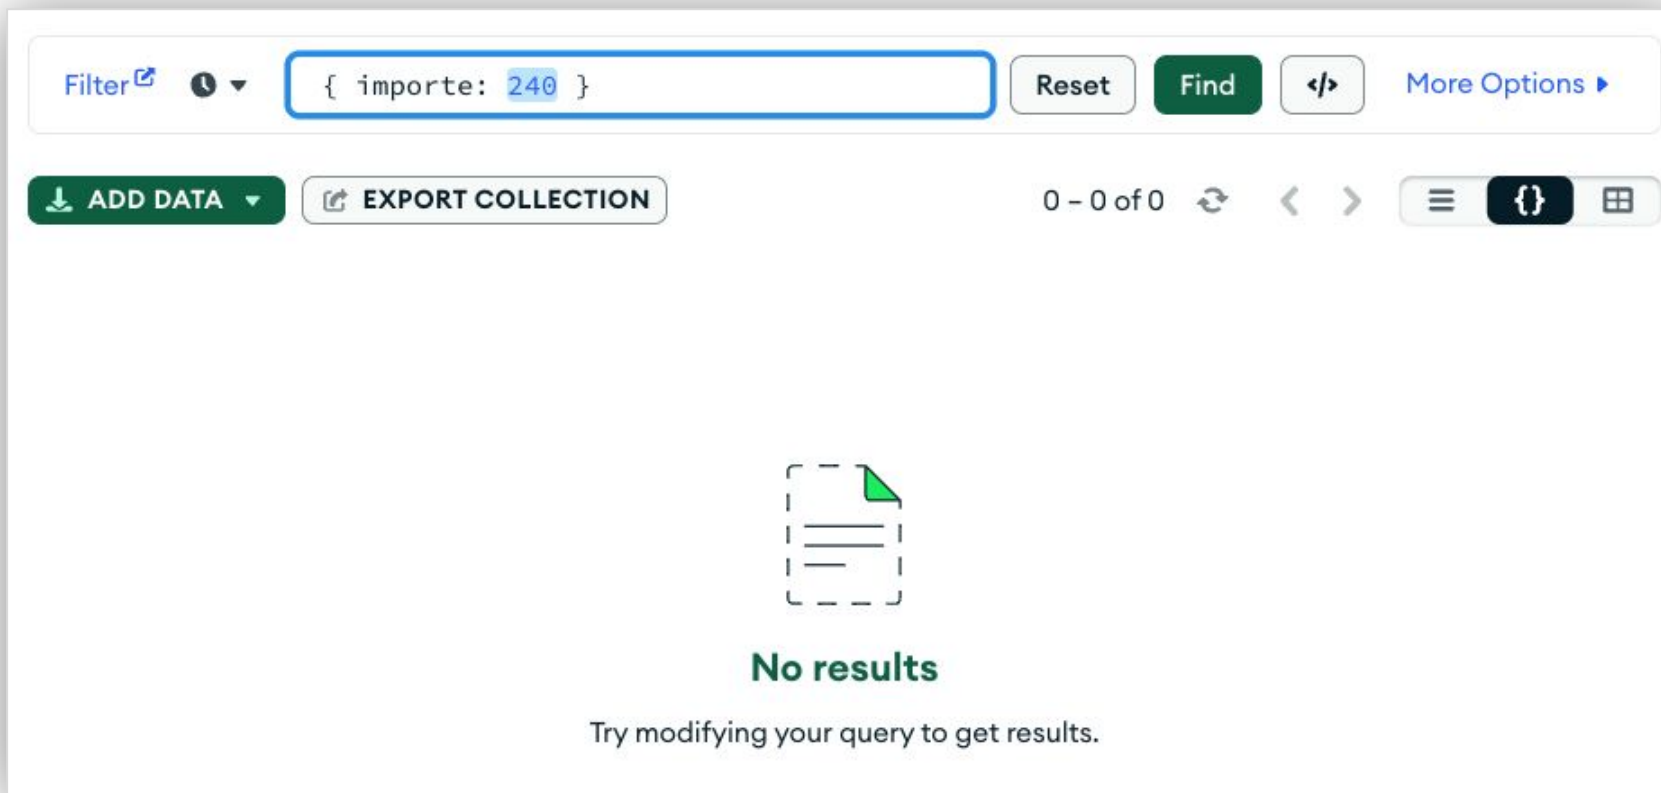 Filter { importe: 240 } Reset Find </> More Options
ADD DATA EXPORT COLLECTION 0 – 0 of 0 {}
No results
Try modifying your query to get results.